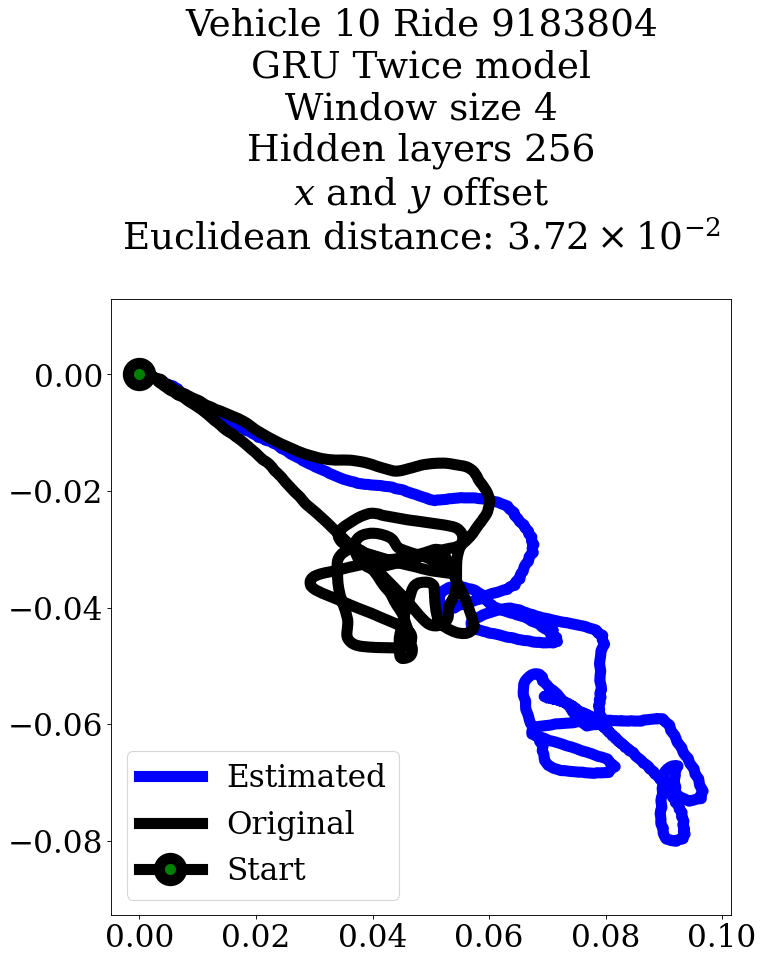 Vehicle 10 Ride 9183804
GRU Twice model
Window size 4
Hidden layers 256
x and y offset
Euclidean distance: 3.72 × 10⁻²
0.00
−0.02
−0.04
−0.06
−0.08
Estimated
Original
Start
0.00 0.02 0.04 0.06 0.08 0.10